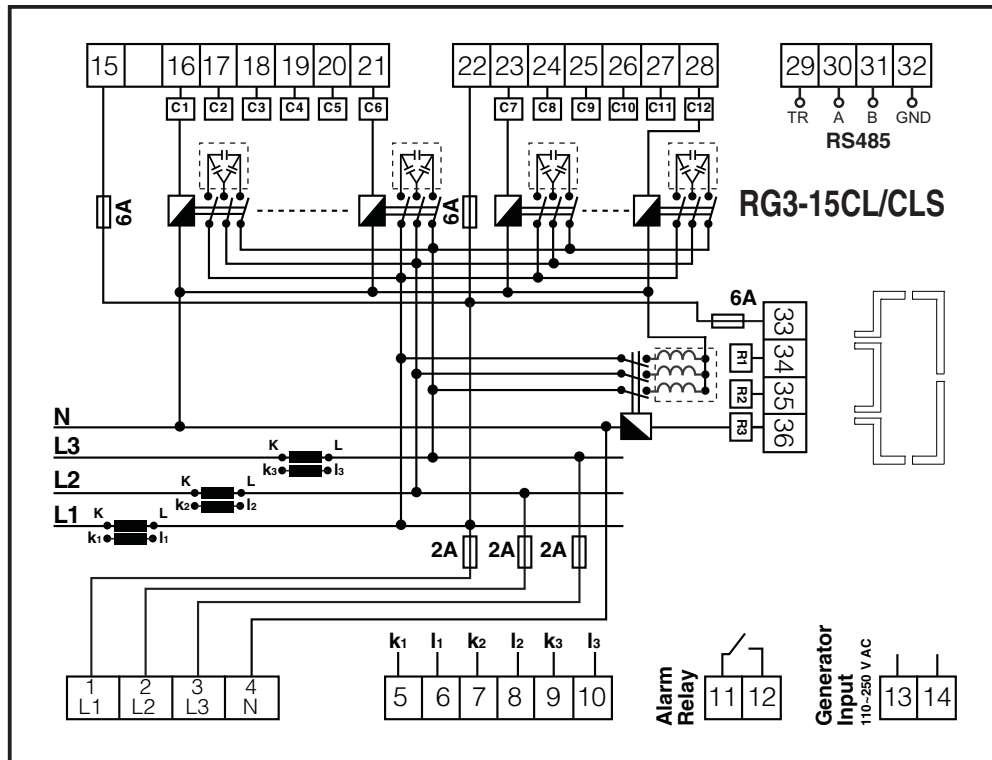 15 16 17 18 19 20 21 22 23 24 25 26 27 28 29 30 31 32
C1 C2 C3 C4 C5 C6 C7 C8 C9 C10 C11 C12 TR A B GND
RS485
6A 6A
RG3-15CL/CLS
6A 33
R1 34
R2 35
R3 36
N
L3 K L
k3 l3
L2 K L
k2 l2
L1 K L
k1 l1
2A 2A 2A
k1 l1 k2 l2 k3 l3
1 2 3 4
L1 L2 L3 N
5 6 7 8 9 10
Alarm
Relay
11 12
Generator
Input
110~250 V AC
13 14